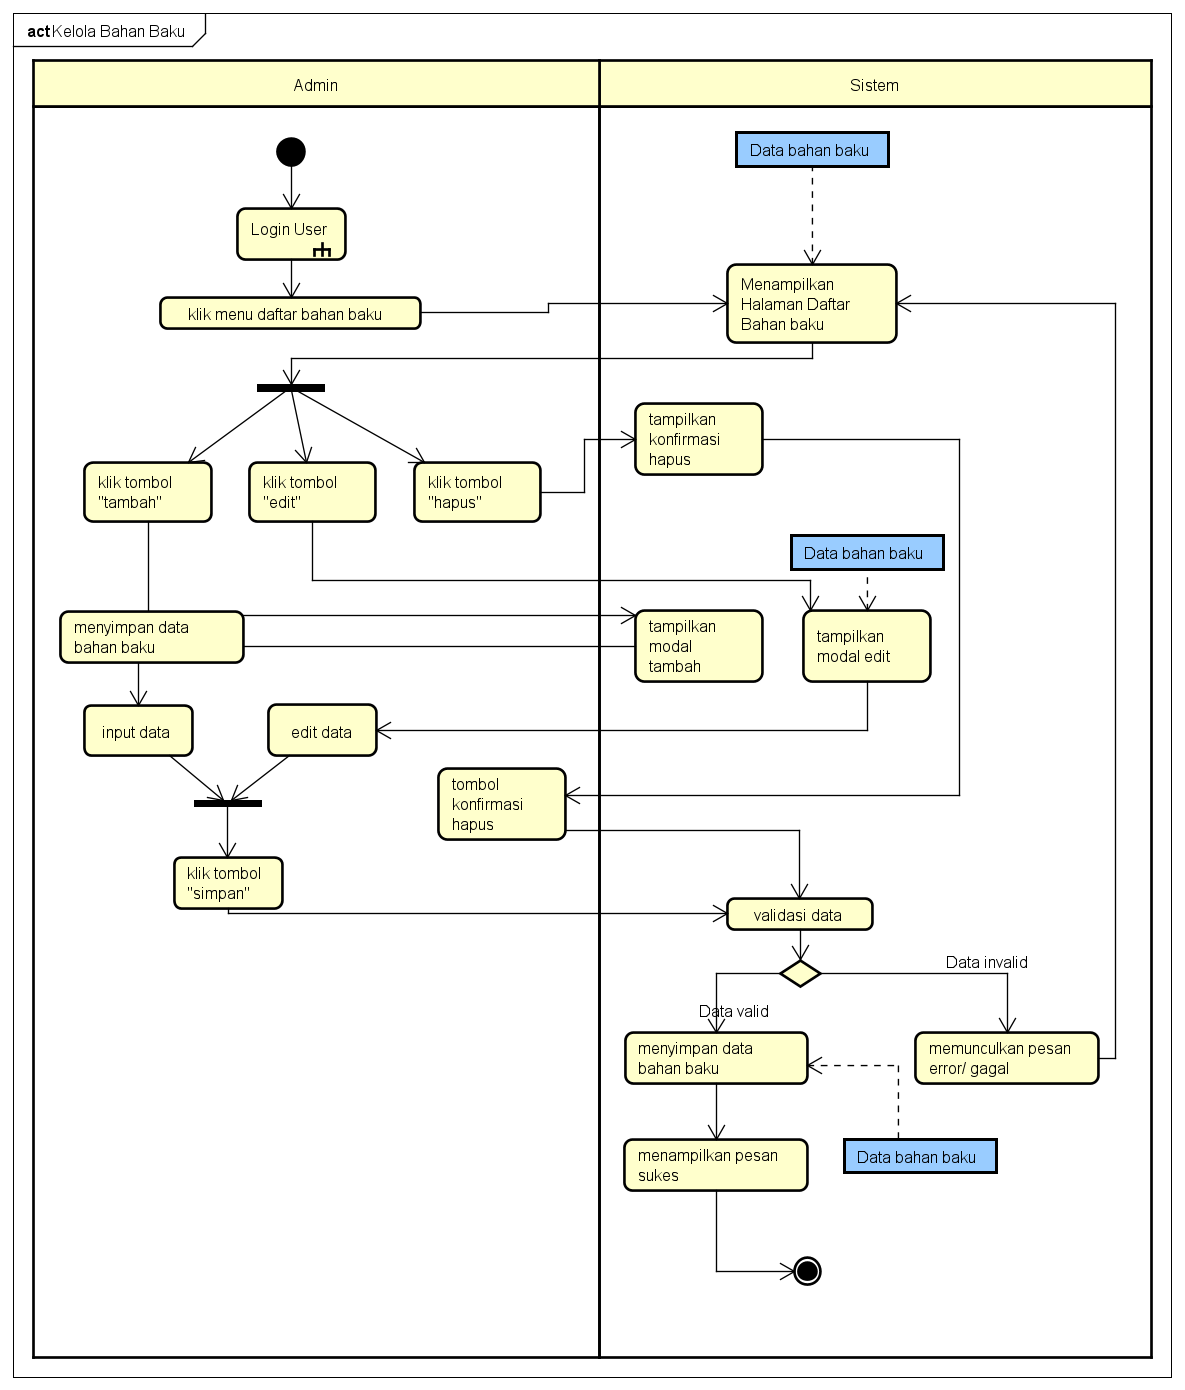 act Kelola Bahan Baku
Admin
Sistem
Data bahan baku
Login User
Menampilkan
Halaman Daftar
Bahan baku
klik menu daftar bahan baku
tampilkan
konfirmasi
hapus
klik tombol
"tambah"
klik tombol
"edit"
klik tombol
"hapus"
Data bahan baku
menyimpan data
bahan baku
tampilkan
modal
tambah
tampilkan
modal edit
input data
edit data
tombol
konfirmasi
hapus
klik tombol
"simpan"
validasi data
Data invalid
Data valid
menyimpan data
bahan baku
memunculkan pesan
error/ gagal
menampilkan pesan
sukes
Data bahan baku